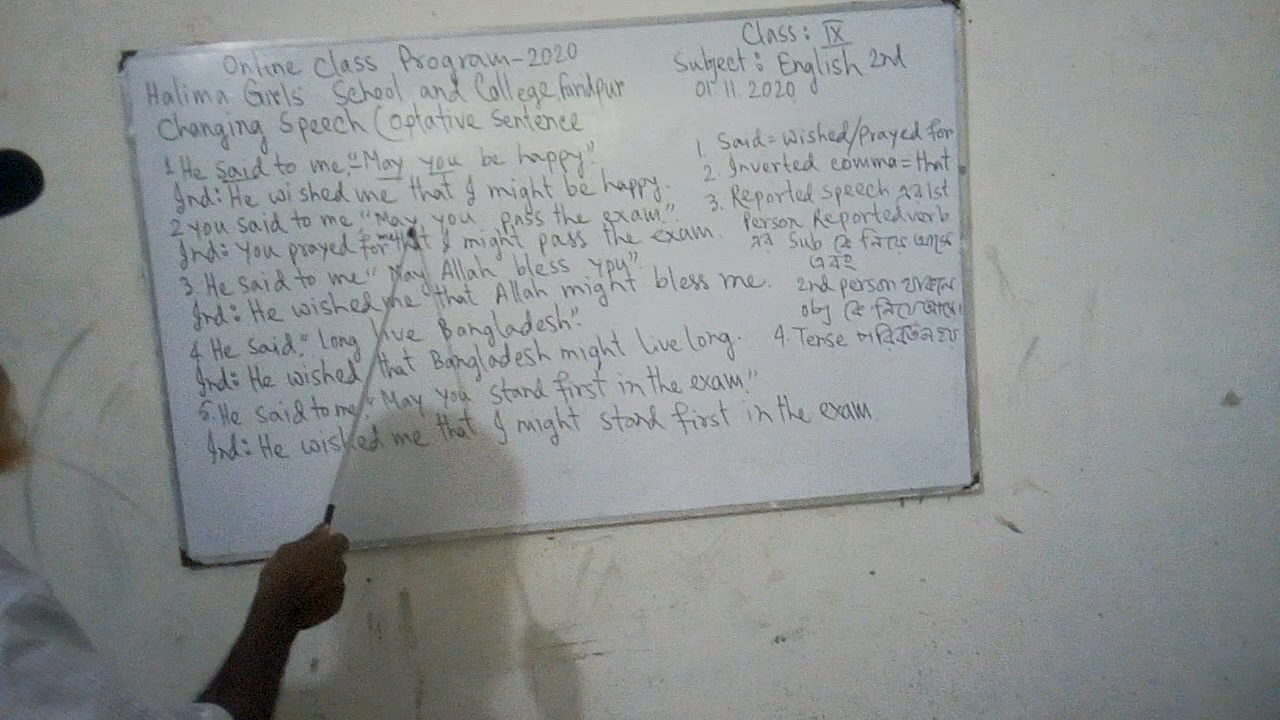 Online Class Program-2020
Halima Girls' School and College, Faridpur
Changing Speech (Optative Sentence
1. He said to me, "May you be happy".
Ind: He wished me that I might be happy.
2 you said to me "May you pass the exam".
Ind: You prayed for me that I might pass the exam.
3. He said to me "May Allah bless you".
Ind: He wished me that Allah might bless me.
4. He said, "Long live Bangladesh".
Ind: He wished that Bangladesh might live long.
5. He said to me, "May you stand first in the exam."
Ind: He wished me that I might stand first in the exam.
Class: IX
Subject: English 2nd
01.11.2020
1. Said = wished/Prayed for
2. Inverted comma = that
3. Reported speech এর 1st
Person Reported verb
এর Sub কে নিয়ে আসে
এবং
2nd person থাকলে
obj কে নিয়ে আসে।
4. Tense পরিবর্তন হয়